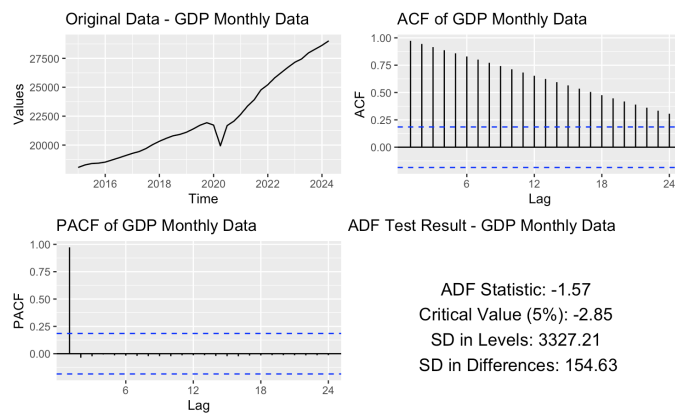 Original Data - GDP Monthly Data
Values
27500
25000
22500
20000
2016 2018 2020 2022 2024
Time
ACF of GDP Monthly Data
ACF
1.00
0.75
0.50
0.25
0.00
6 12 18 24
Lag
PACF of GDP Monthly Data
PACF
1.00
0.75
0.50
0.25
0.00
6 12 18 24
Lag
ADF Test Result - GDP Monthly Data
ADF Statistic: -1.57
Critical Value (5%): -2.85
SD in Levels: 3327.21
SD in Differences: 154.63